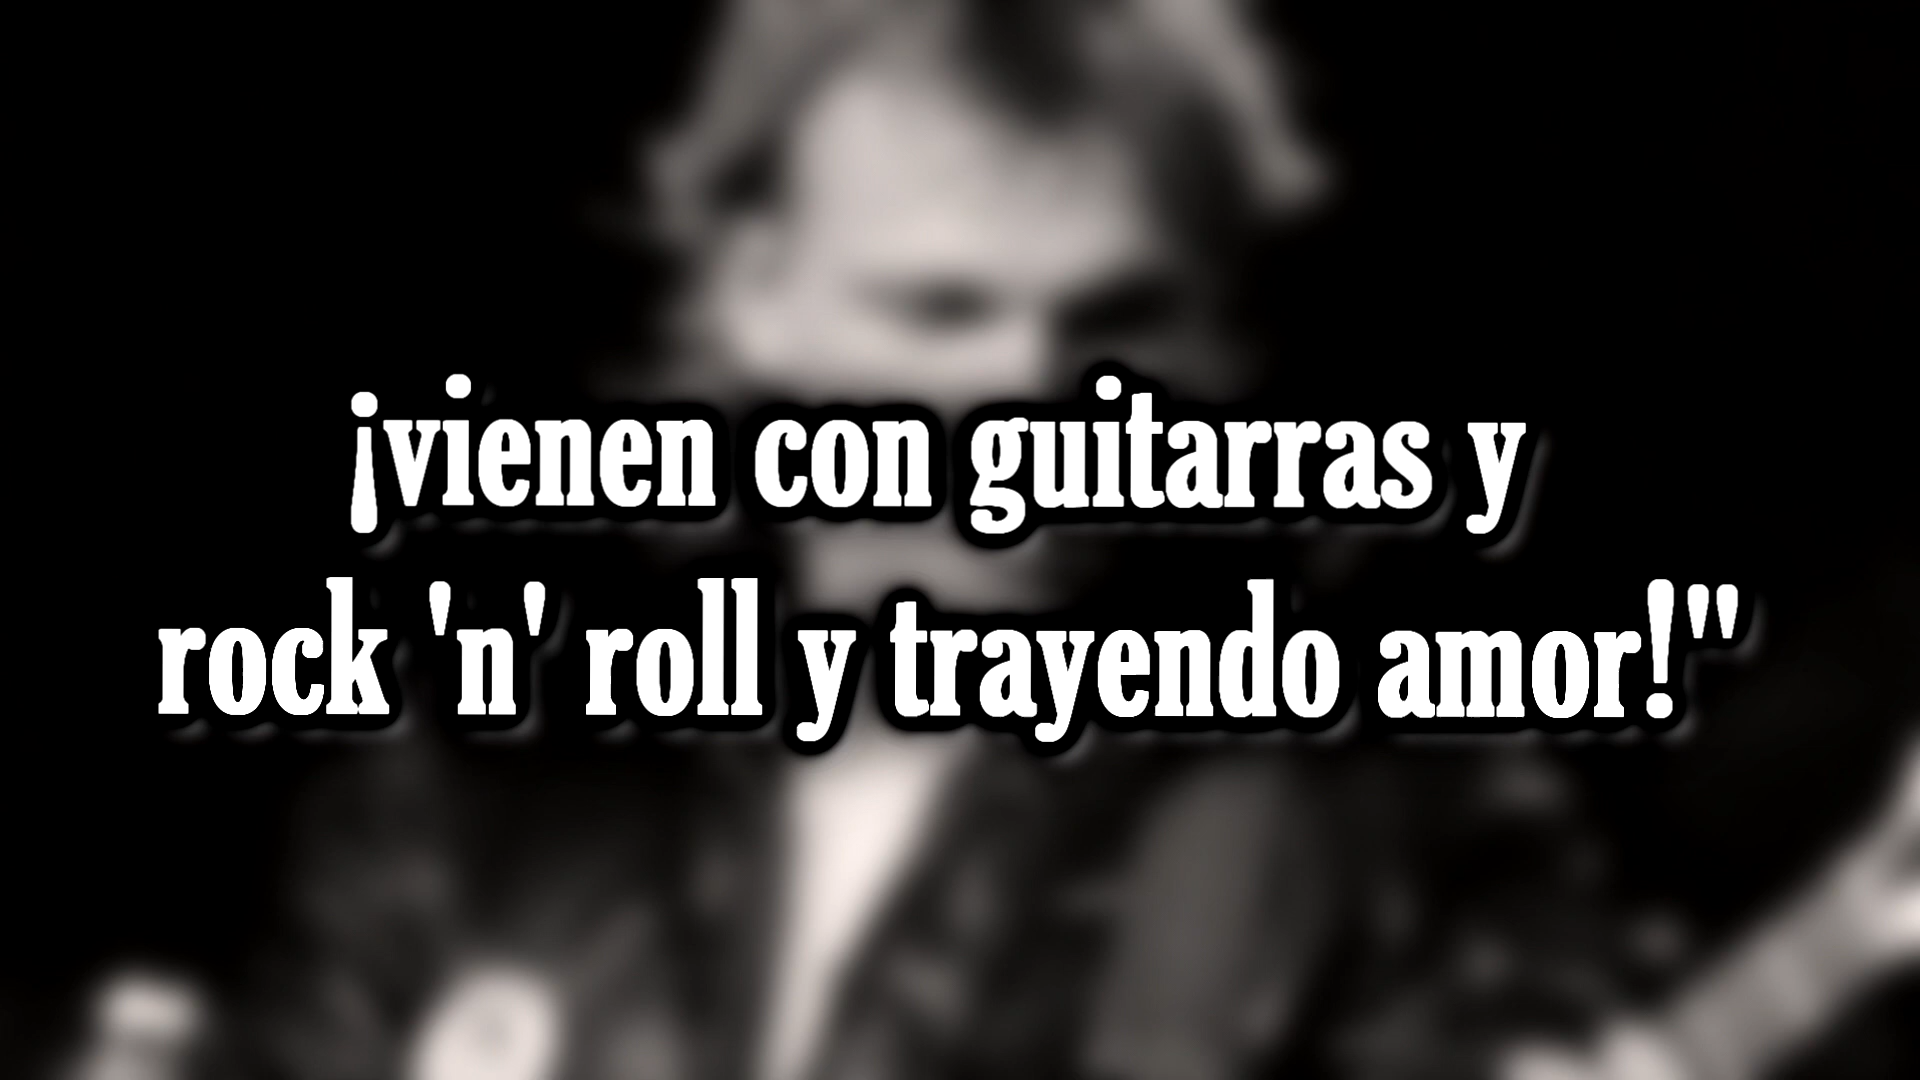 ¡vienen con guitarras y
rock 'n' roll y trayendo amor!"